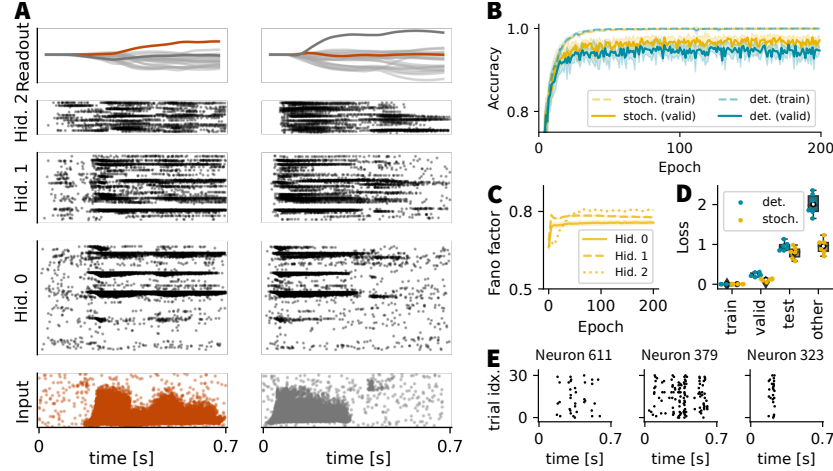 A
Readout
Hid. 2
Hid. 1
Hid. 0
Input
0
0.7
0
0.7
time [s]
time [s]
B
Accuracy
1.0
0.8
stoch. (train)
stoch. (valid)
det. (train)
det. (valid)
0
100
200
Epoch
C
Fano factor
0.8
0.5
Hid. 0
Hid. 1
Hid. 2
0
100
200
Epoch
D
Loss
2
1
0
det.
stoch.
train
valid
test
other
E
Neuron 611
Neuron 379
Neuron 323
trial idx.
30
0
0
0.7
0
0.7
0
0.7
time [s]
time [s]
time [s]